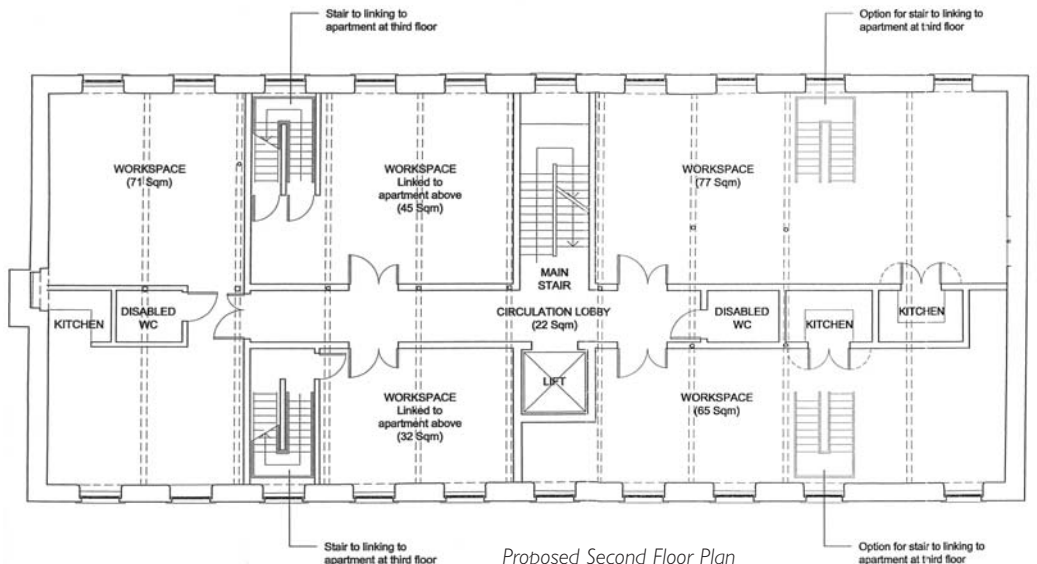 Stair to linking to
apartment at third floor
Option for stair to linking to
apartment at third floor
WORKSPACE
(71 Sqm)
WORKSPACE
Linked to
apartment above
(45 Sqm)
WORKSPACE
(77 Sqm)
MAIN
STAIR
KITCHEN
DISABLED
WC
CIRCULATION LOBBY
(22 Sqm)
DISABLED
WC
KITCHEN
KITCHEN
LIFT
WORKSPACE
Linked to
apartment above
(32 Sqm)
WORKSPACE
(65 Sqm)
Stair to linking to
apartment at third floor
Proposed Second Floor Plan
Option for stair to linking to
apartment at third floor